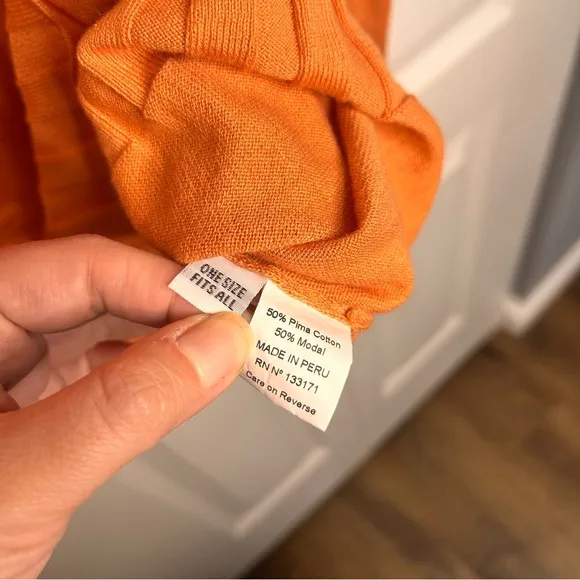 ONE SIZE
FITS ALL
50% Pima Cotton
50% Modal
MADE IN PERU
RN Nº 133171
Care on Reverse